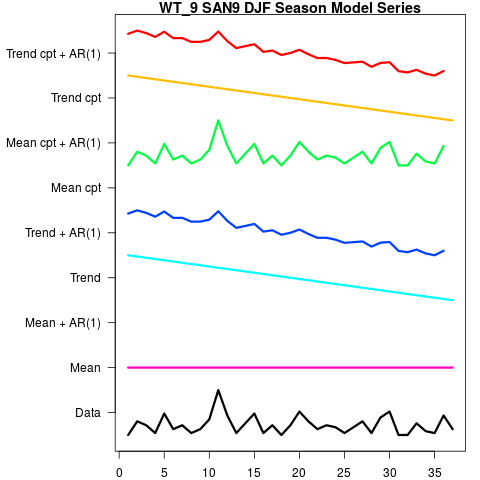 WT_9 SAN9 DJF Season Model Series
Trend cpt + AR(1)
Trend cpt
Mean cpt + AR(1)
Mean cpt
Trend + AR(1)
Trend
Mean + AR(1)
Mean
Data
0 5 10 15 20 25 30 35